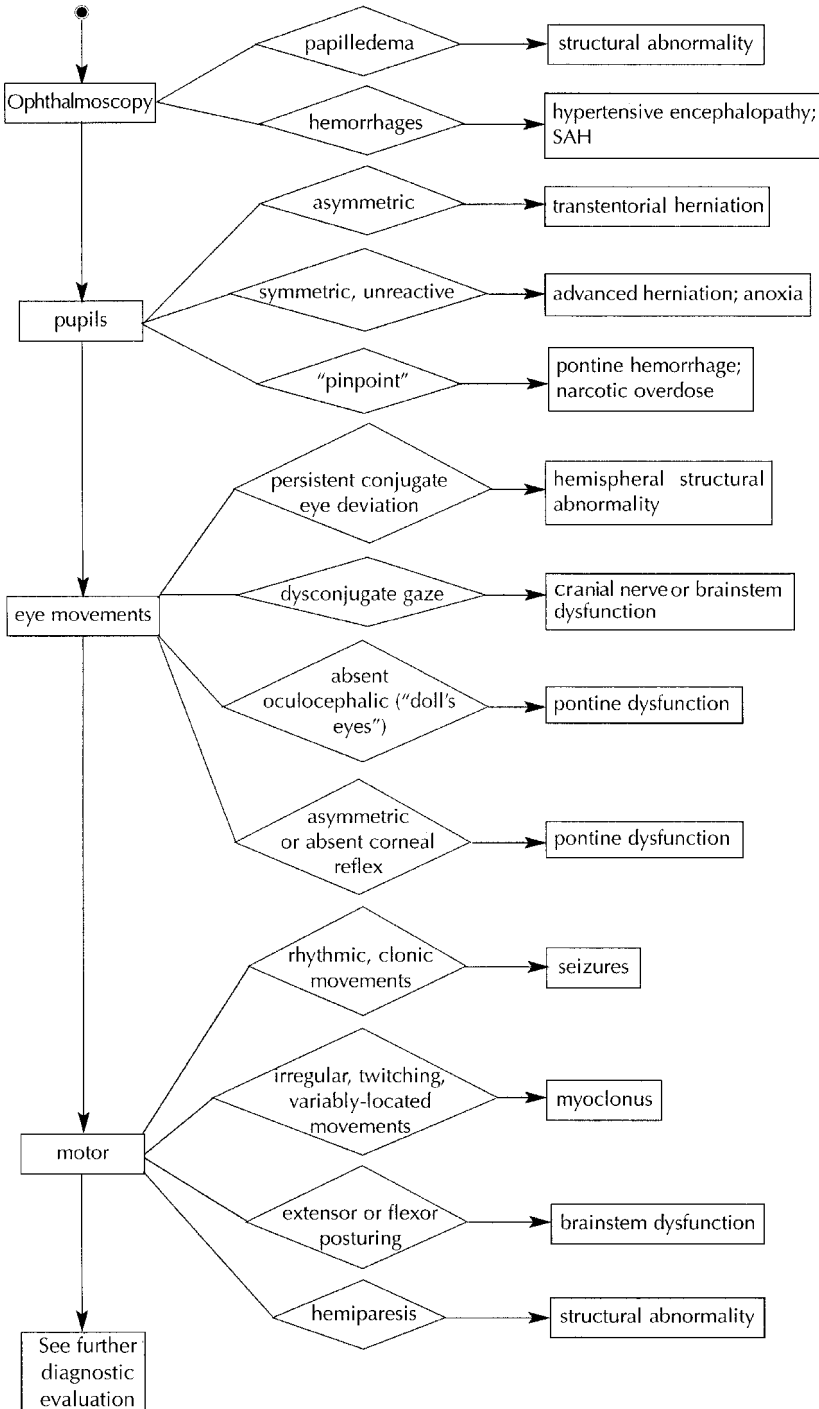 Ophthalmoscopy
papilledema
structural abnormality
hemorrhages
hypertensive encephalopathy;
SAH
pupils
asymmetric
transtentorial herniation
symmetric, unreactive
advanced herniation; anoxia
“pinpoint”
pontine hemorrhage;
narcotic overdose
eye movements
persistent conjugate
eye deviation
hemispheral structural
abnormality
dysconjugate gaze
cranial nerve or brainstem
dysfunction
absent
oculocephalic (“doll’s
eyes”)
pontine dysfunction
asymmetric
or absent corneal
reflex
pontine dysfunction
motor
rhythmic, clonic
movements
seizures
irregular, twitching,
variably-located
movements
myoclonus
extensor or flexor
posturing
brainstem dysfunction
hemiparesis
structural abnormality
See further
diagnostic
evaluation